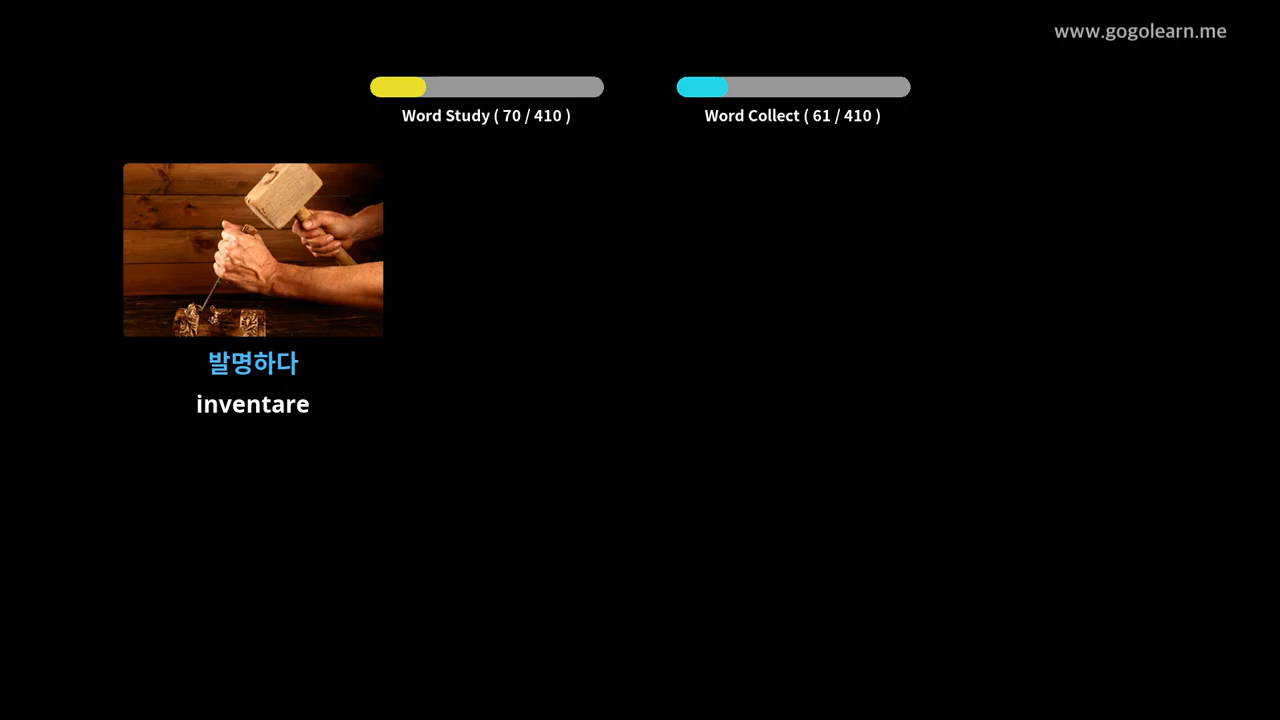 www.gogolearn.me
Word Study ( 70 / 410 )
Word Collect ( 61 / 410 )
발명하다
inventare